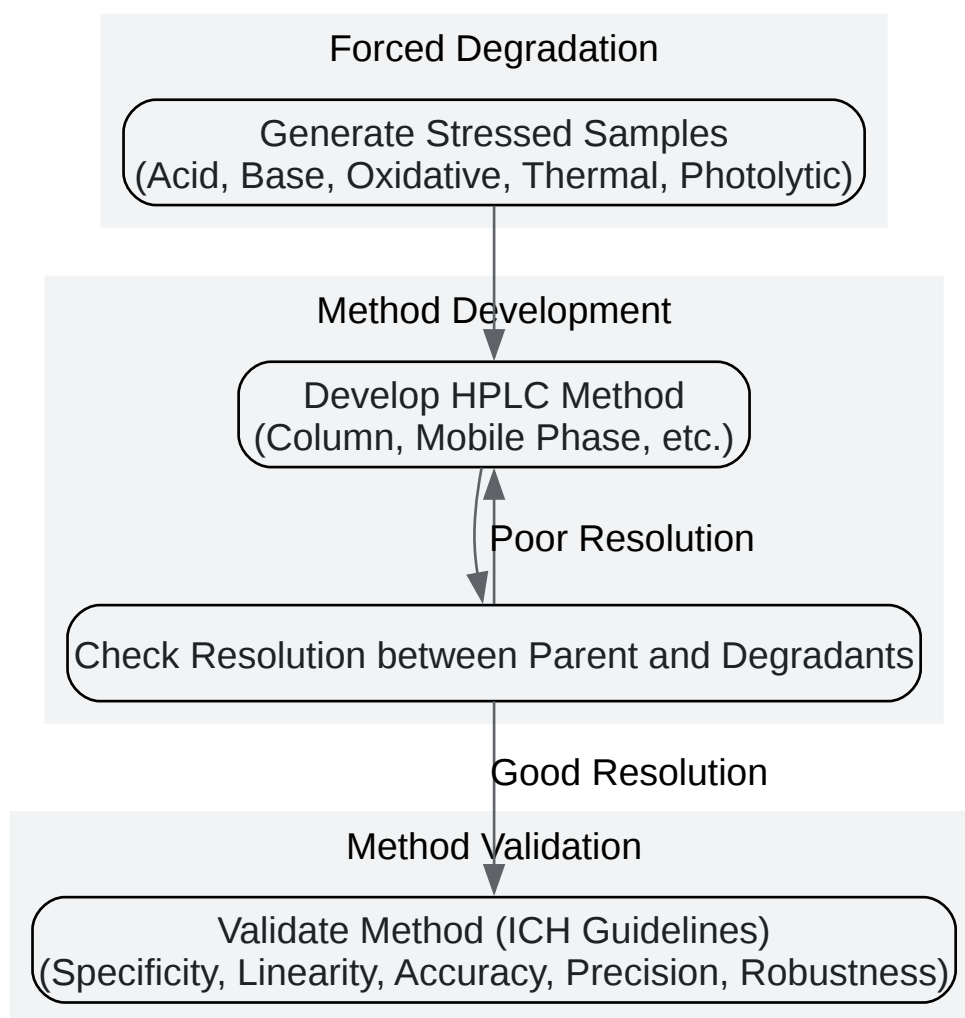 Forced Degradation
Generate Stressed Samples
(Acid, Base, Oxidative, Thermal, Photolytic)
Method Development
Develop HPLC Method
(Column, Mobile Phase, etc.)
Poor Resolution
Check Resolution between Parent and Degradants
Good Resolution
Method Validation
Validate Method (ICH Guidelines)
(Specificity, Linearity, Accuracy, Precision, Robustness)